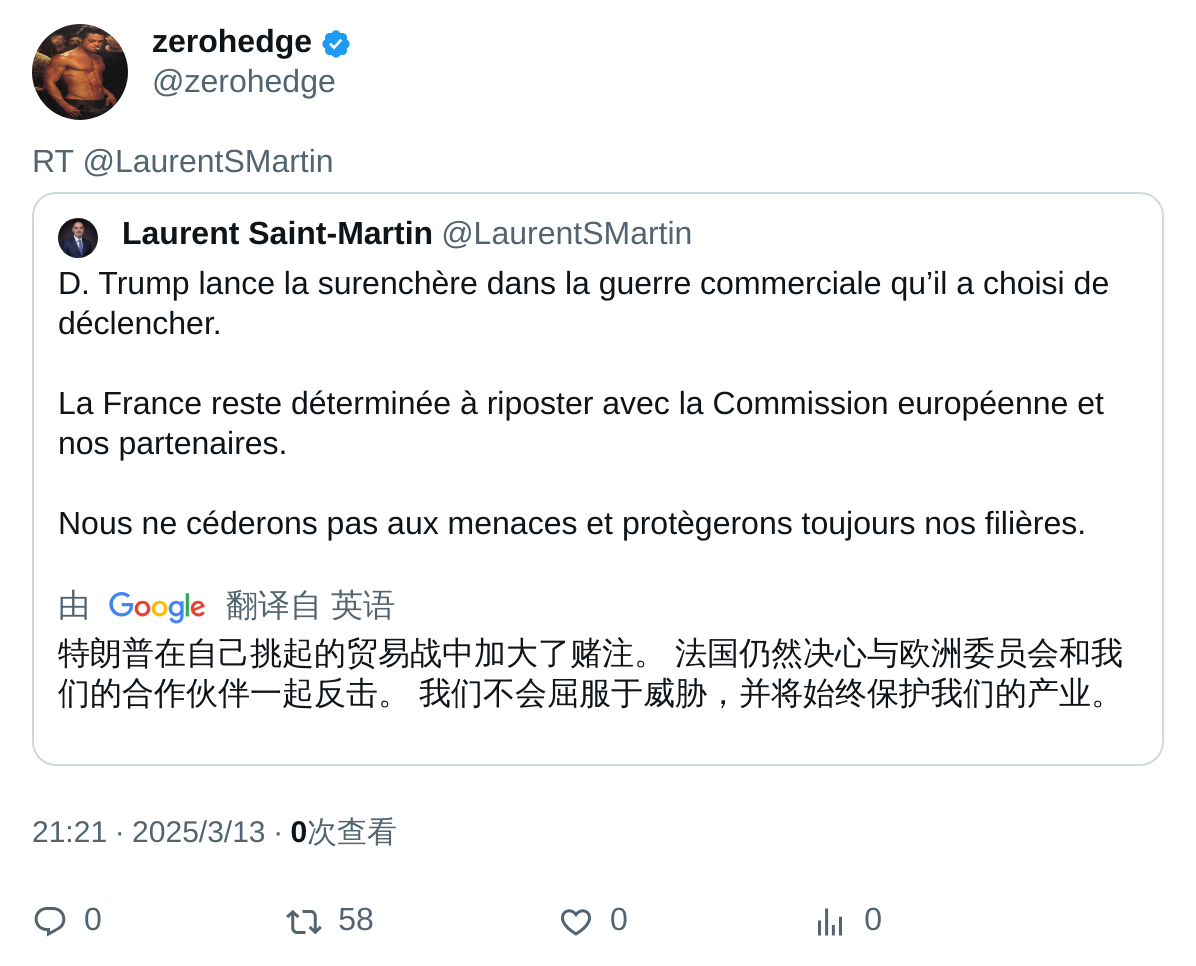 zerohedge
@zerohedge
RT @LaurentSMartin
Laurent Saint-Martin @LaurentSMartin
D. Trump lance la surenchère dans la guerre commerciale qu’il a choisi de
déclencher.
La France reste déterminée à riposter avec la Commission européenne et
nos partenaires.
Nous ne céderons pas aux menaces et protègerons toujours nos filières.
由 Google 翻译自 英语
特朗普在自己挑起的贸易战中加大了赌注。 法国仍然决心与欧洲委员会和我
们的合作伙伴一起反击。 我们不会屈服于威胁，并将始终保护我们的产业。
21:21 · 2025/3/13 · 0次查看
0 58 0 0